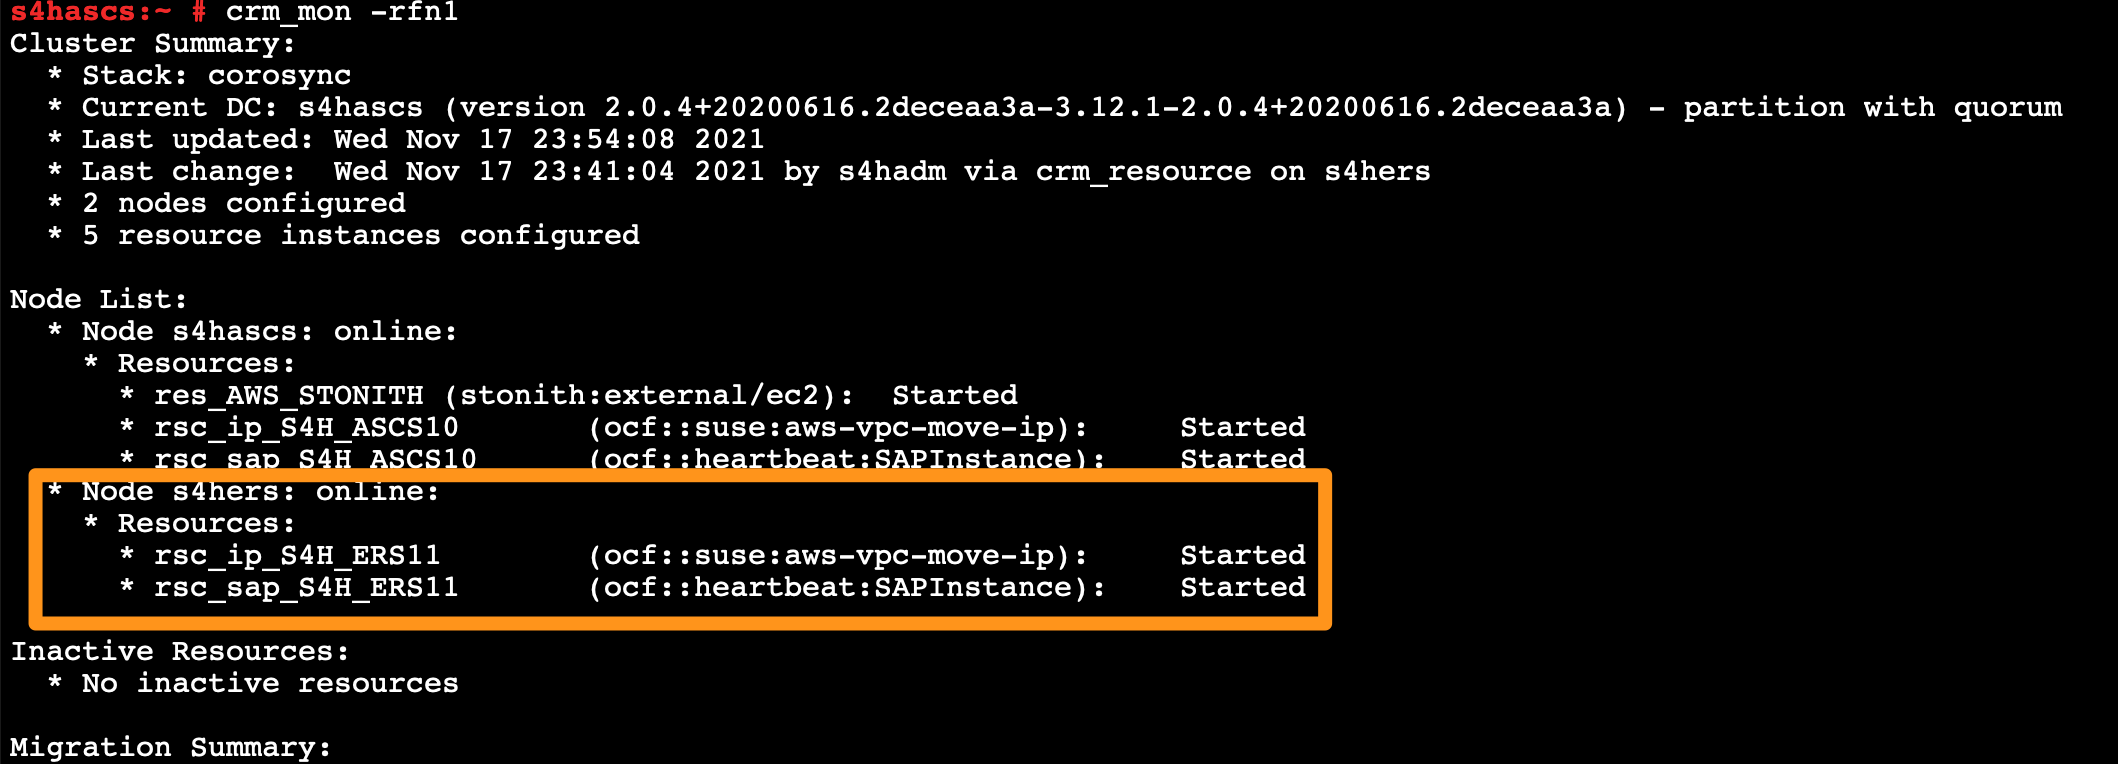 s4hascs:~ # crm_mon -rfn1
Cluster Summary:
  * Stack: corosync
  * Current DC: s4hascs (version 2.0.4+20200616.2deceaa3a-3.12.1-2.0.4+20200616.2deceaa3a) - partition with quorum
  * Last updated: Wed Nov 17 23:54:08 2021
  * Last change:  Wed Nov 17 23:41:04 2021 by s4hadm via crm_resource on s4hers
  * 2 nodes configured
  * 5 resource instances configured

Node List:
  * Node s4hascs: online:
    * Resources:
      * res_AWS_STONITH (stonith:external/ec2):  Started
      * rsc_ip_S4H_ASCS10       (ocf::suse:aws-vpc-move-ip):     Started
      * rsc_sap_S4H_ASCS10      (ocf::heartbeat:SAPInstance):    Started
  * Node s4hers: online:
    * Resources:
      * rsc_ip_S4H_ERS11        (ocf::suse:aws-vpc-move-ip):     Started
      * rsc_sap_S4H_ERS11       (ocf::heartbeat:SAPInstance):    Started

Inactive Resources:
  * No inactive resources

Migration Summary: